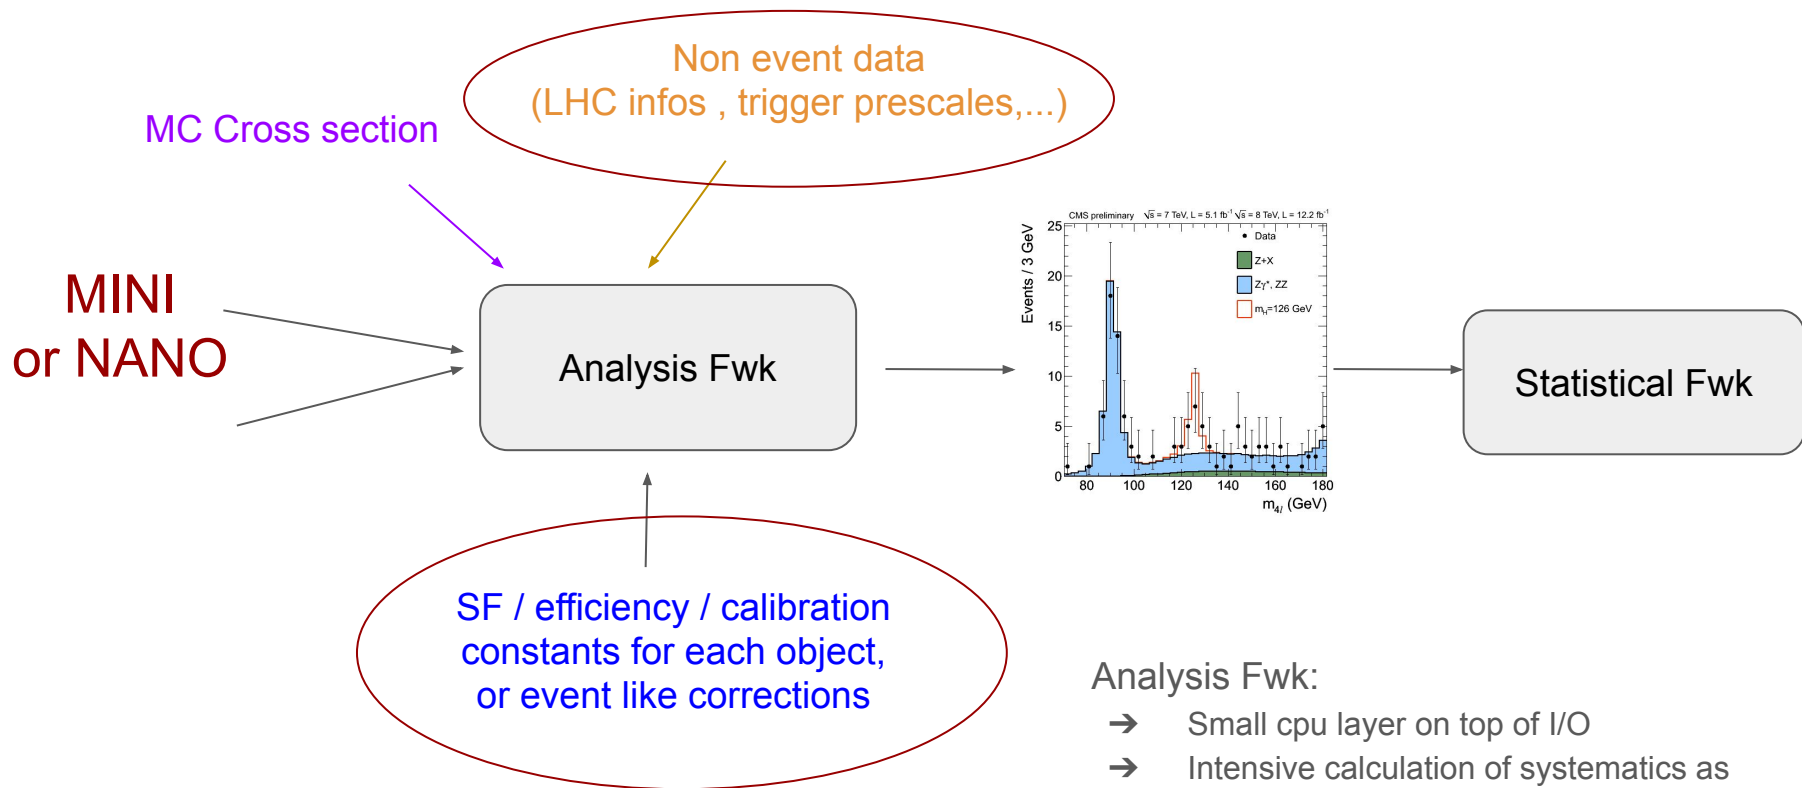 Non event data
(LHC infos , trigger prescales,...)
MC Cross section
MINI
or NANO
Analysis Fwk
CMS preliminary √s = 7 TeV, L = 5.1 fb⁻¹ √s = 8 TeV, L = 12.2 fb⁻¹
Events / 3 GeV
25
20
15
10
5
0
Data
Z+X
Zγ*, ZZ
m_H=126 GeV
80 100 120 140 160 180
m_4l (GeV)
Statistical Fwk
SF / efficiency / calibration
constants for each object,
or event like corrections
Analysis Fwk:
➔ Small cpu layer on top of I/O
➔ Intensive calculation of systematics as